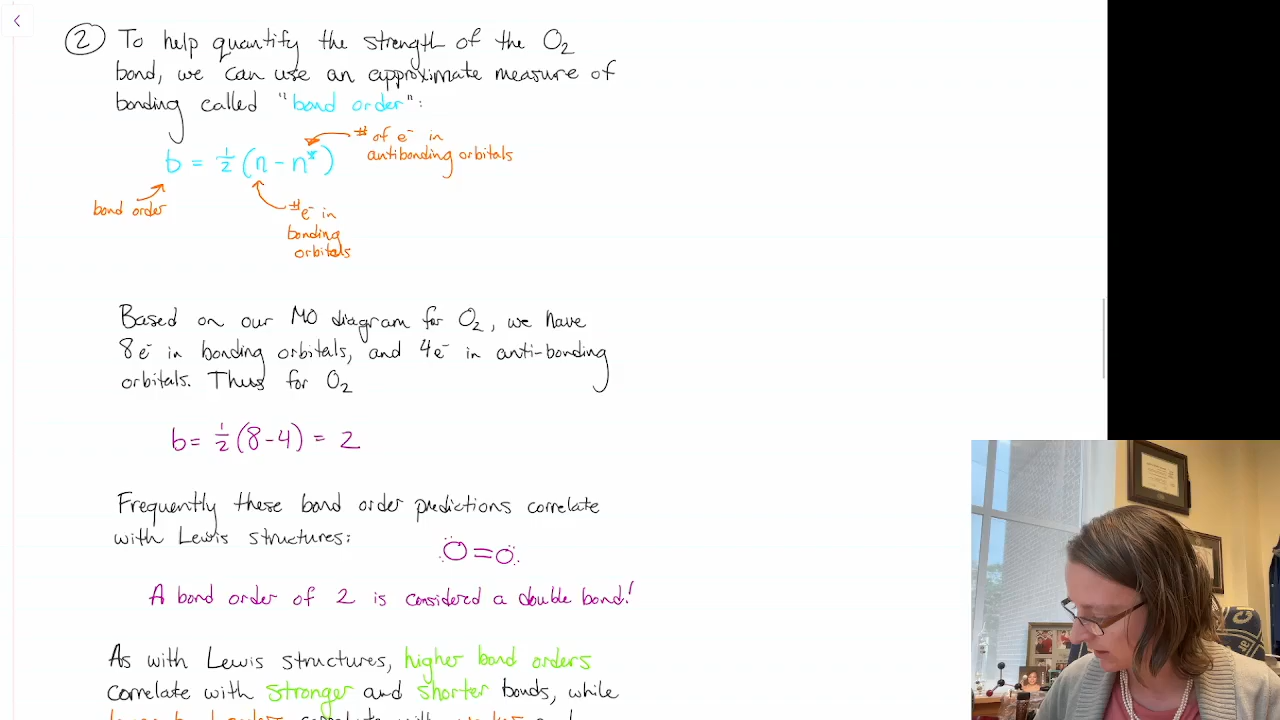 ② To help quantify the strength of the O₂
bond, we can use an approximate measure of
bonding called "bond order":
# of e⁻ in
antibonding orbitals
b = ½ (n - n*)
bond order
# e⁻ in
bonding
orbitals
Based on our MO diagram for O₂, we have
8e⁻ in bonding orbitals, and 4e⁻ in anti-bonding
orbitals. Thus for O₂
b = ½ (8-4) = 2
Frequently these bond order predictions correlate
with Lewis structures:
O=O
A bond order of 2 is considered a double bond!
As with Lewis structures, higher bond orders
correlate with stronger and shorter bonds, while